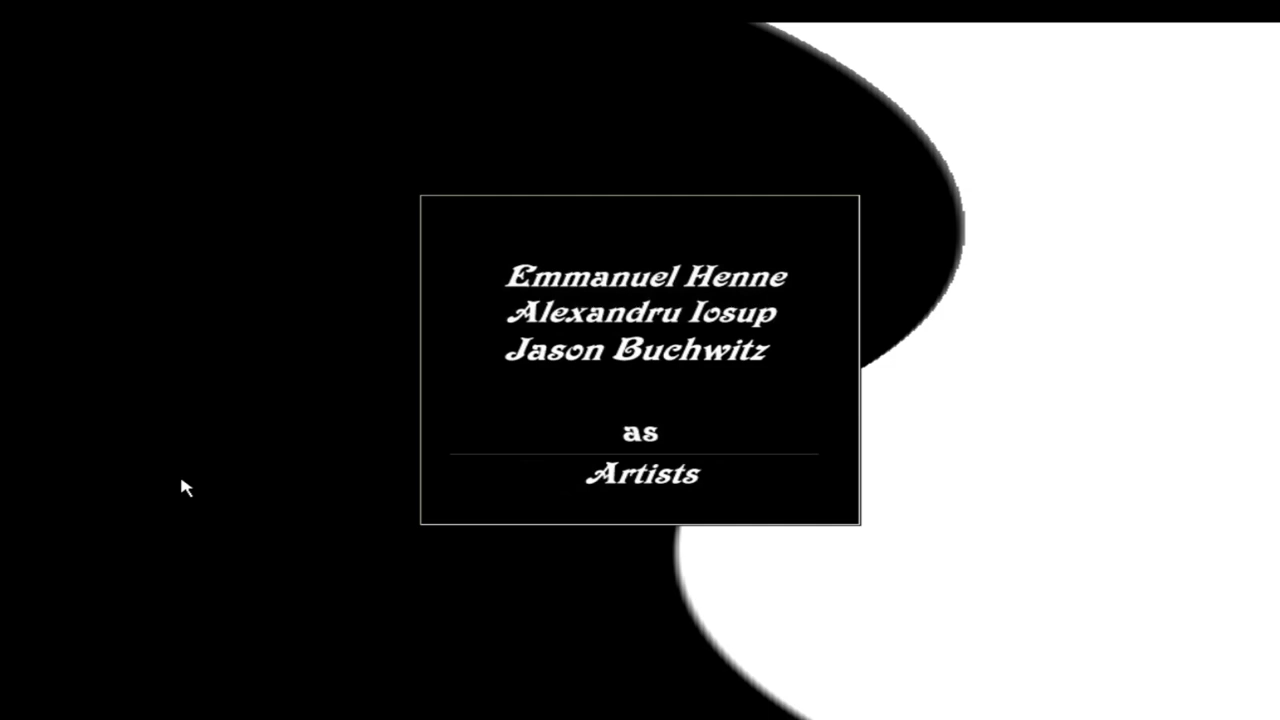 Emmanuel Henne
Alexandru Iosup
Jason Buchwitz
as
Artists